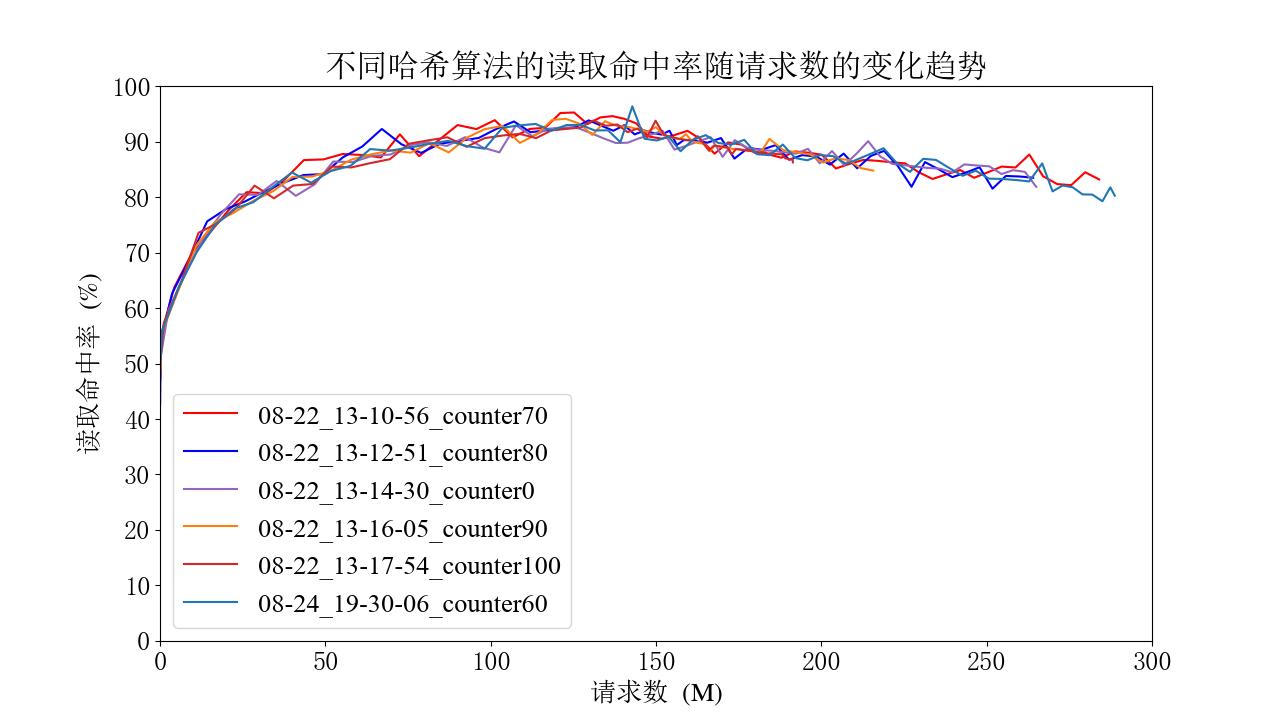 不同哈希算法的读取命中率随请求数的变化趋势
100
90
80
70
60
50
40
30
20
10
0
读取命中率 (%)
08-22_13-10-56_counter70
08-22_13-12-51_counter80
08-22_13-14-30_counter0
08-22_13-16-05_counter90
08-22_13-17-54_counter100
08-24_19-30-06_counter60
0 50 100 150 200 250 300
请求数 (M)